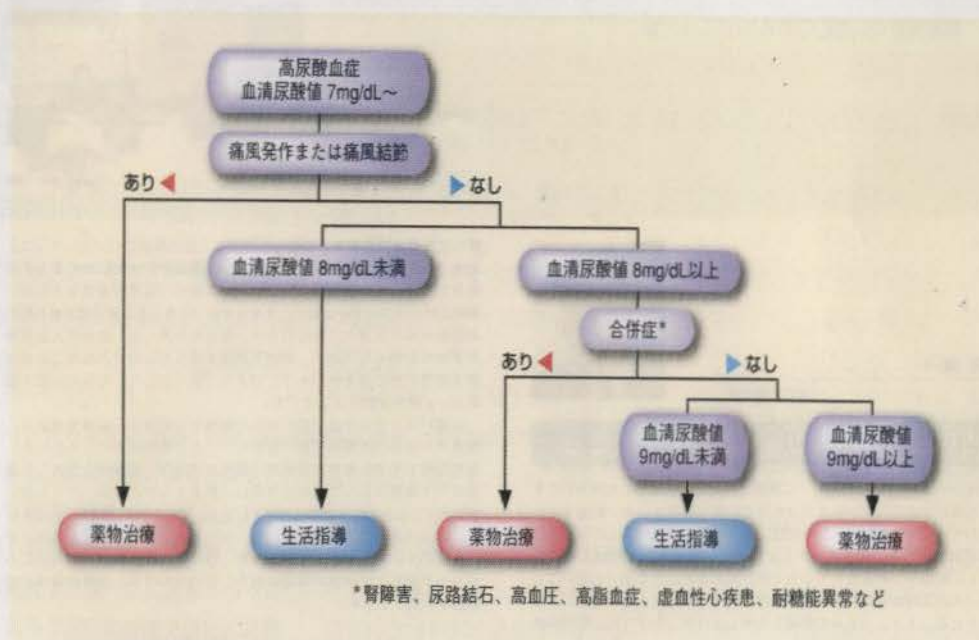 高尿酸血症
血清尿酸値 7mg/dL～
痛風発作または痛風結節
あり
なし
血清尿酸値 8mg/dL未満
血清尿酸値 8mg/dL以上
合併症*
あり
なし
血清尿酸値
9mg/dL未満
血清尿酸値
9mg/dL以上
薬物治療
生活指導
薬物治療
生活指導
薬物治療
*腎障害、尿路結石、高血圧、高脂血症、虚血性心疾患、耐糖能異常など